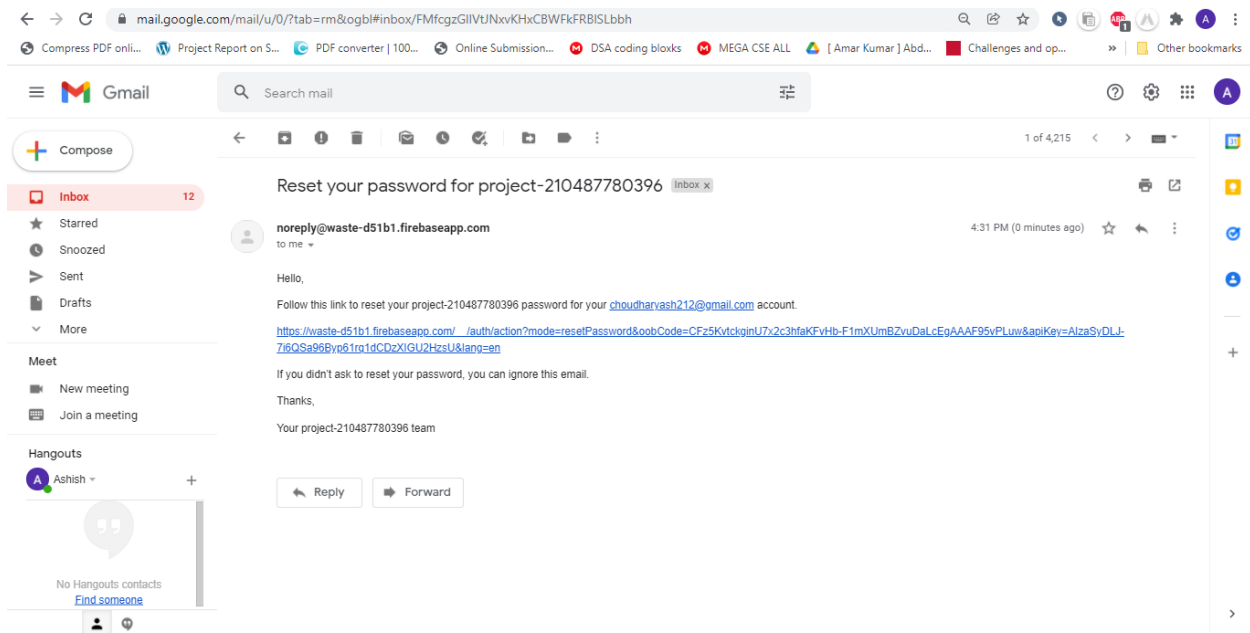 mail.google.com/mail/u/0/?tab=rm&ogbl#inbox/FMfcgzGlIVtJNxvKHxCBWFkFRBlSLbbh
Compress PDF onli... Project Report on S... PDF converter | 100... Online Submission... DSA coding bloxks MEGA CSE ALL [ Amar Kumar ] Abd... Challenges and op... » Other bookmarks
Gmail Search mail A
Compose 1 of 4,215
Reset your password for project-210487780396 Inbox x
Inbox 12
Starred
Snoozed
Sent
Drafts
More
noreply@waste-d51b1.firebaseapp.com 4:31 PM (0 minutes ago)
to me
Hello,
Follow this link to reset your project-210487780396 password for your choudharyash212@gmail.com account.
https://waste-d51b1.firebaseapp.com/__/auth/action?mode=resetPassword&oobCode=CFz5KvtckginU7x2c3hfaKFvHb-F1mXUmBZvuDaLcEgAAAF95vPLuw&apiKey=AIzaSyDLJ-
7i6QSa96Byp61rq1dCDzXIGU2HzsU&lang=en
If you didn't ask to reset your password, you can ignore this email.
Thanks,
Your project-210487780396 team
Reply Forward
Meet
New meeting
Join a meeting
Hangouts
A Ashish
No Hangouts contacts
Find someone